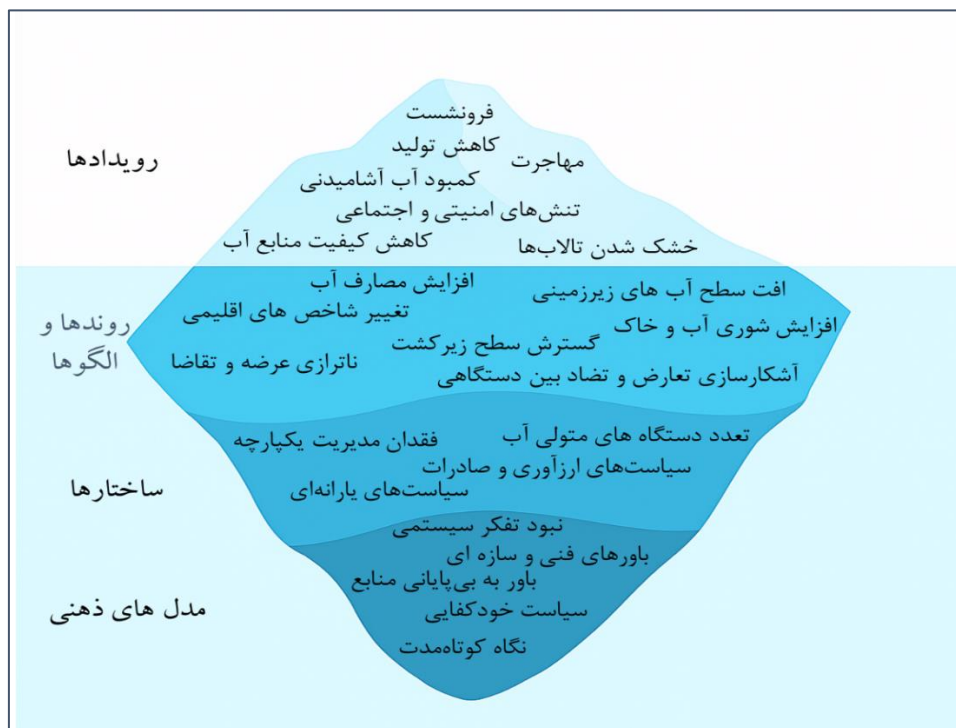 رویدادها
فرونشست
کاهش تولید
مهاجرت
کمبود آب آشامیدنی
تنش‌های امنیتی و اجتماعی
خشک شدن تالاب‌ها
کاهش کیفیت منابع آب
روندها و
الگوها
افزایش مصارف آب
افت سطح آب های زیرزمینی
تغییر شاخص های اقلیمی
افزایش شوری آب و خاک
گسترش سطح زیرکشت
ناترازی عرضه و تقاضا
آشکارسازی تعارض و تضاد بین دستگاهی
ساختارها
تعدد دستگاه های متولی آب
فقدان مدیریت یکپارچه
سیاست‌های ارزآوری و صادرات
سیاست‌های یارانه‌ای
مدل های ذهنی
نبود تفکر سیستمی
باورهای فنی و سازه ای
باور به بی‌پایانی منابع
سیاست خودکفایی
نگاه کوتاه‌مدت